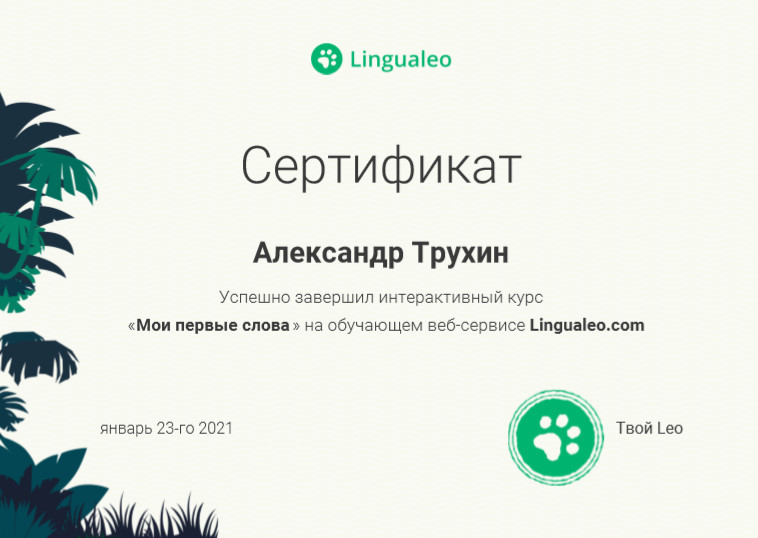 Lingualeo
Сертификат
Александр Трухин
Успешно завершил интерактивный курс
«Мои первые слова» на обучающем веб-сервисе Lingualeo.com
январь 23-го 2021
Твой Leo